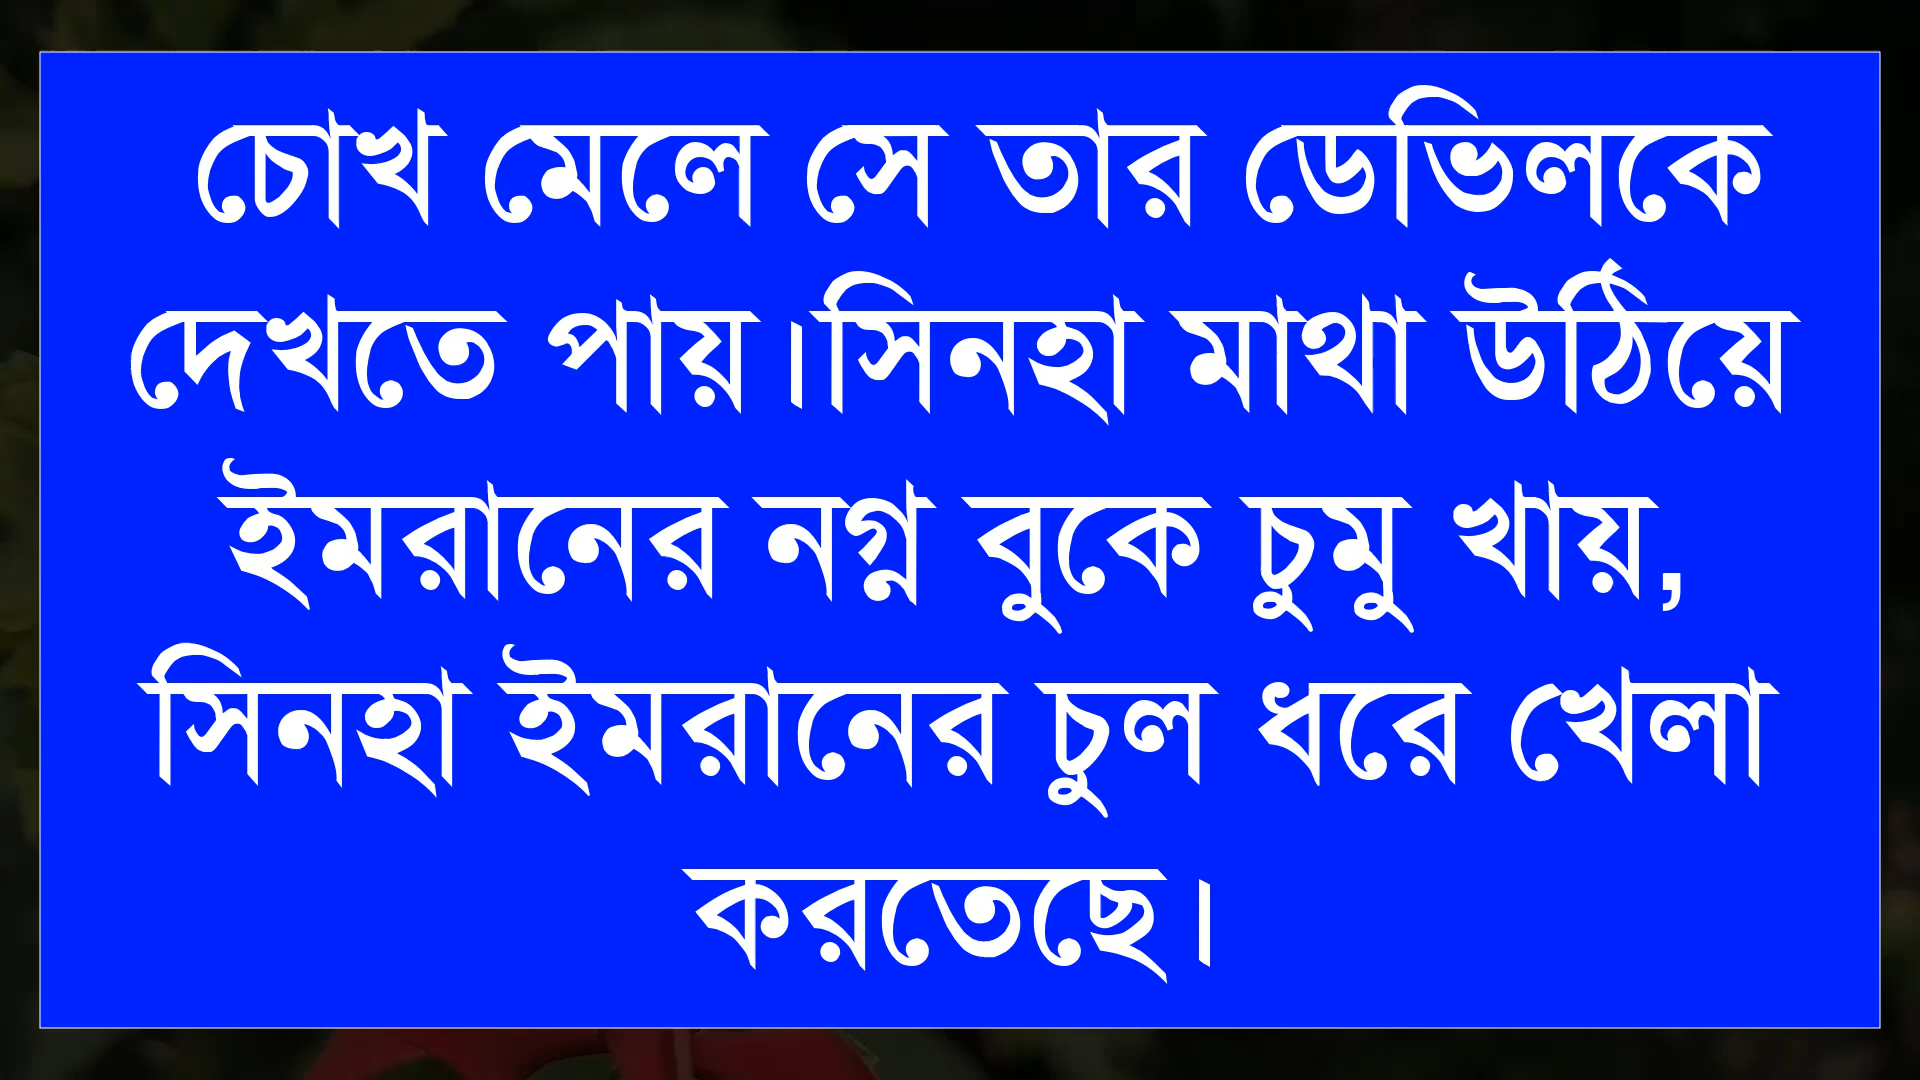 চোখ মেলে সে তার ডেভিলকে
দেখতে পায়।সিনহা মাথা উঠিয়ে
ইমরানের নগ্ন বুকে চুমু খায়,
সিনহা ইমরানের চুল ধরে খেলা
করতেছে।